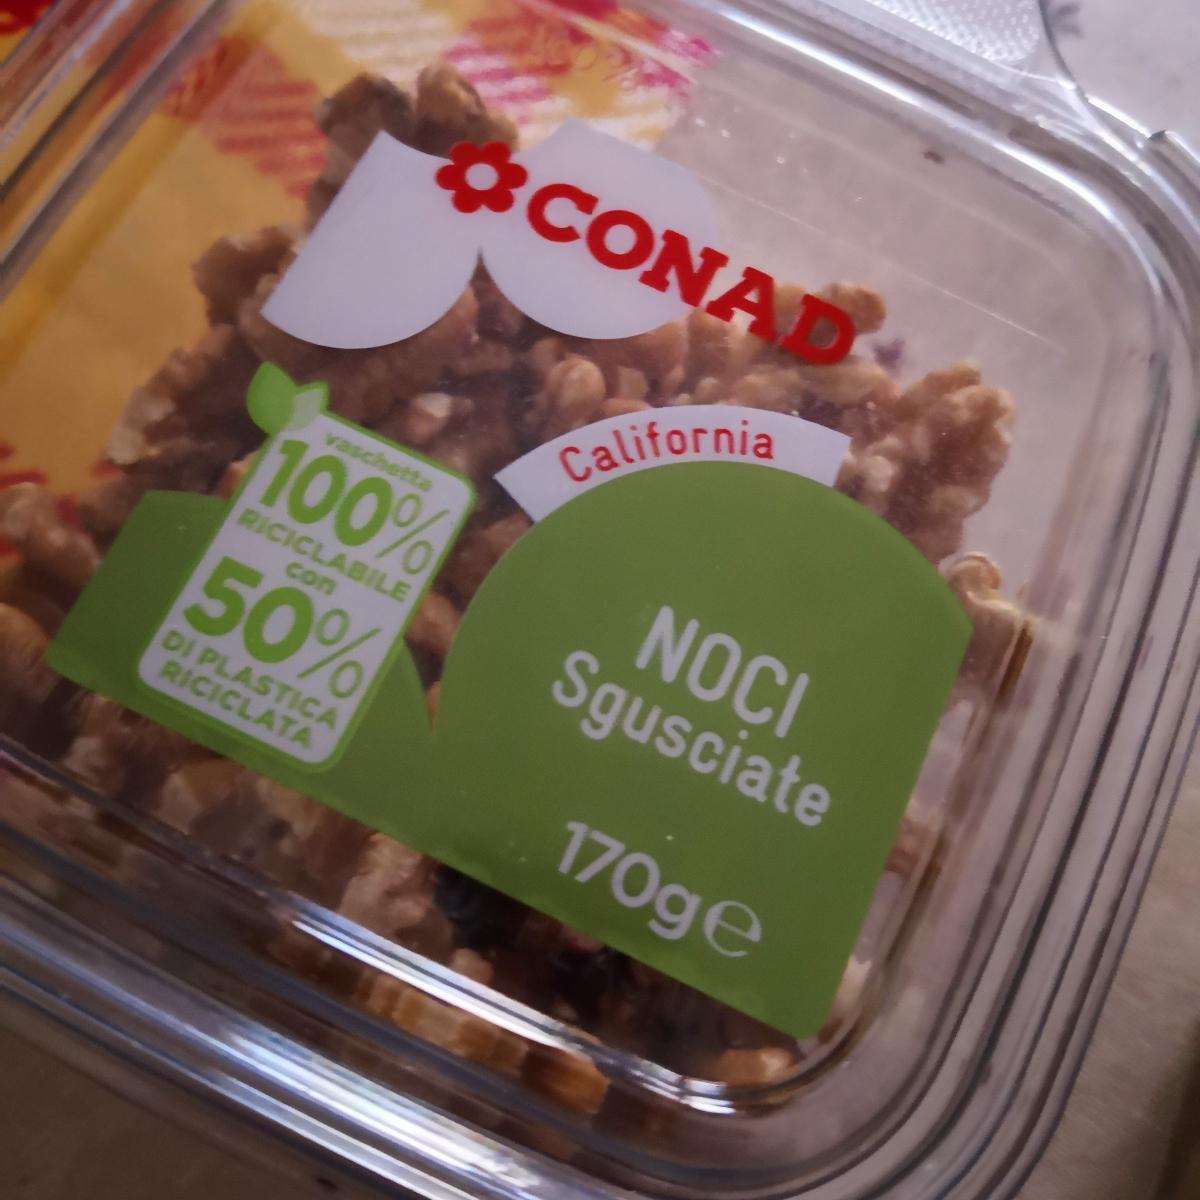 CONAD
California
vaschetta
100%
RICICLABILE
con
50%
DI PLASTICA
RICICLATA
NOCI
Sgusciate
170g℮